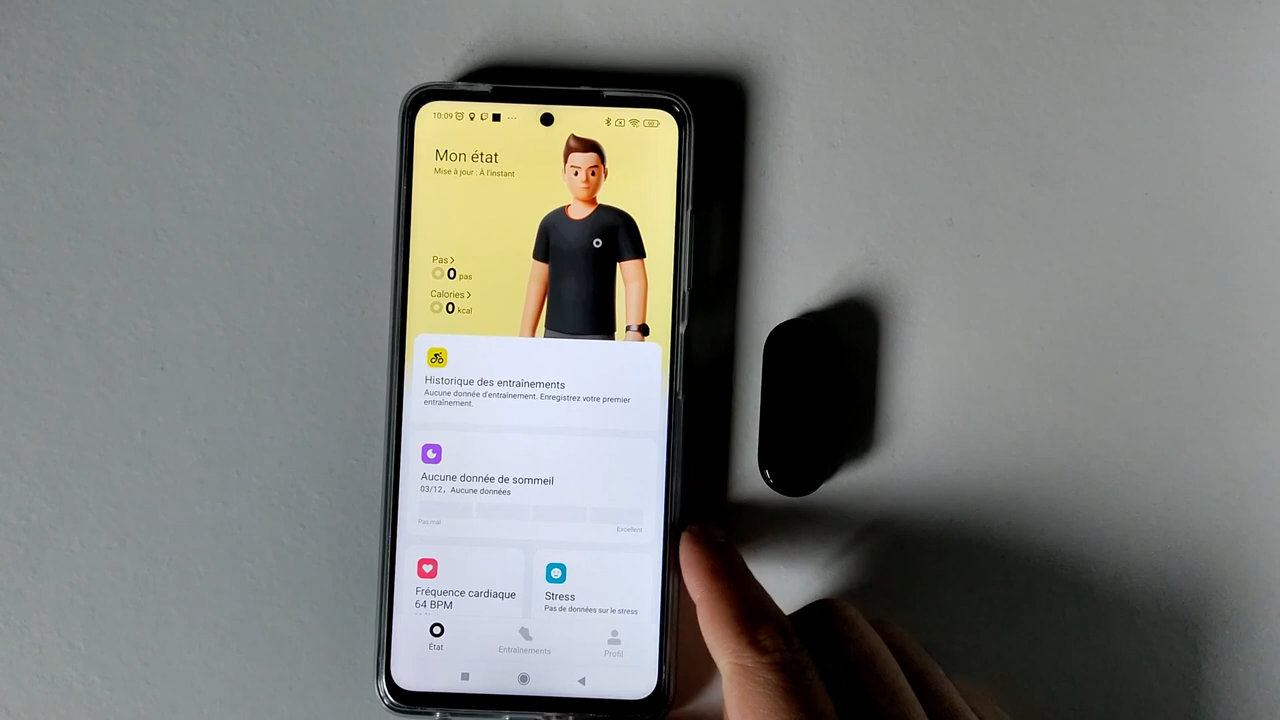 10:09
90
Mon état
Mise à jour : À l'instant
Pas >
0 pas
Calories >
0 kcal
Historique des entraînements
Aucune donnée d'entraînement. Enregistrez votre premier
entraînement.
Aucune donnée de sommeil
03/12, Aucune données
Pas mal
Excellent
Fréquence cardiaque
64 BPM
Stress
Pas de données sur le stress
État
Entraînements
Profil